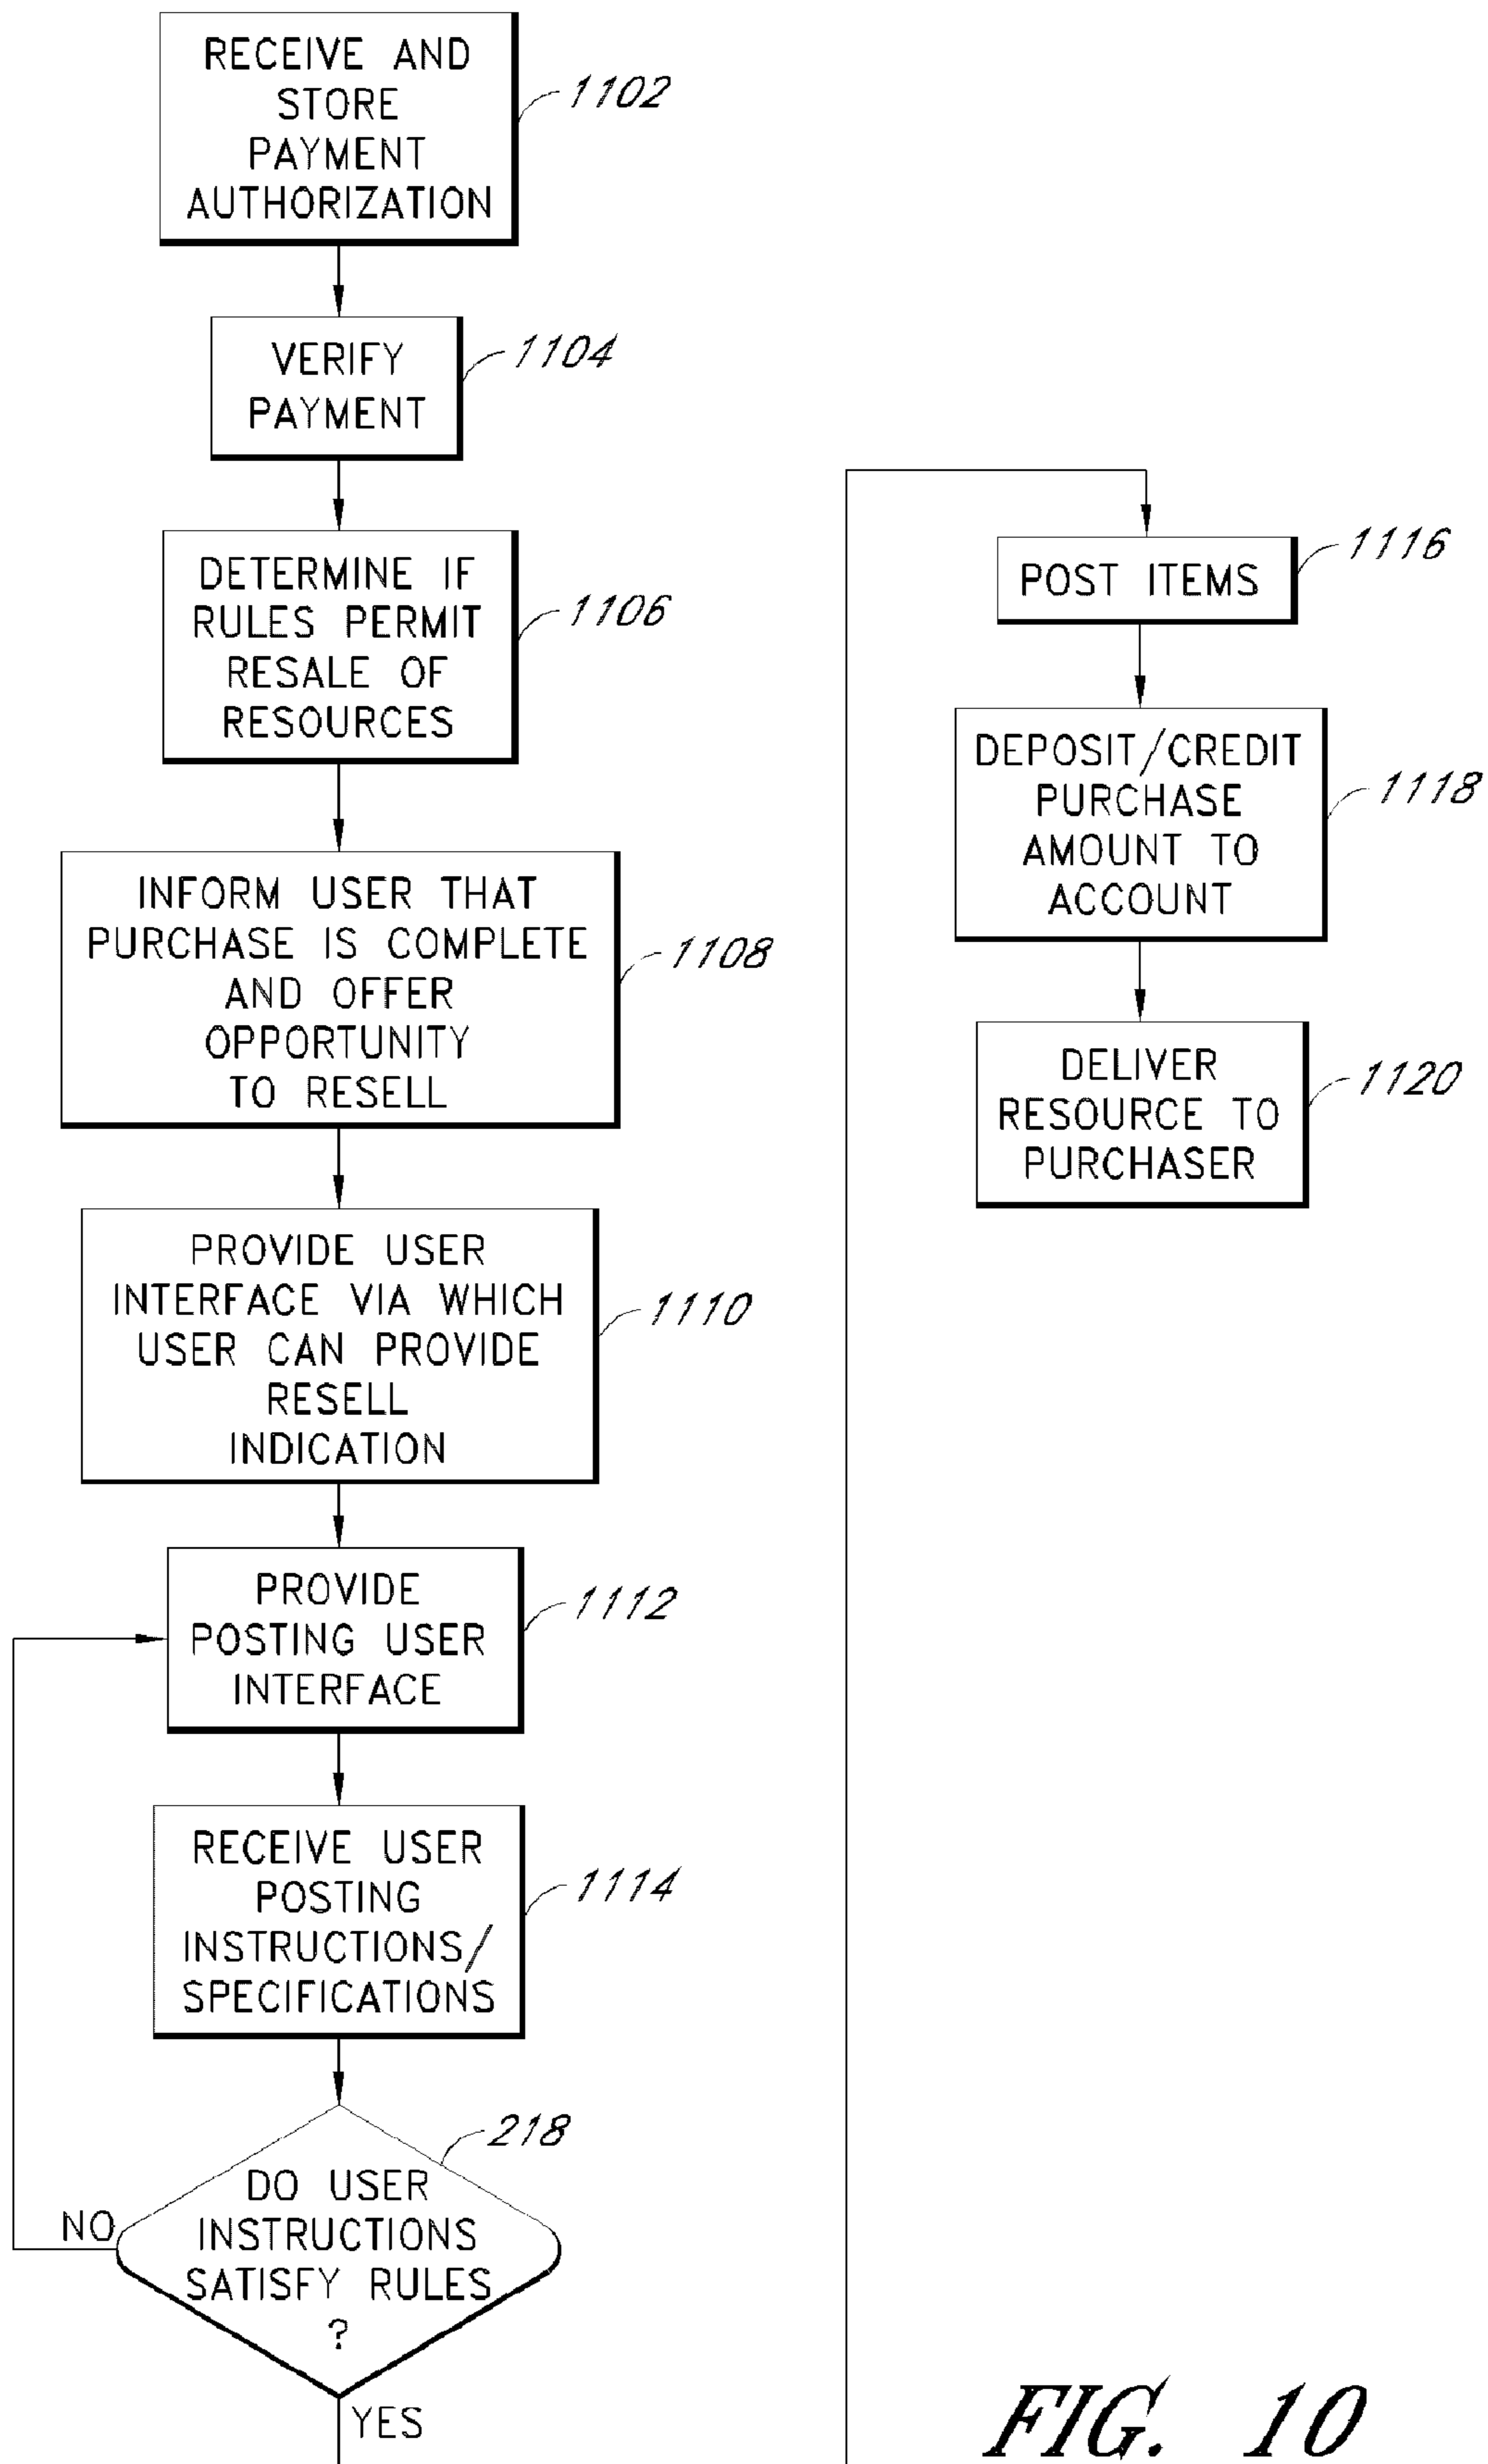 RECEIVE AND
STORE
PAYMENT
AUTHORIZATION
1102
VERIFY
PAYMENT
1104
DETERMINE IF
RULES PERMIT
RESALE OF
RESOURCES
1106
INFORM USER THAT
PURCHASE IS COMPLETE
AND OFFER
OPPORTUNITY
TO RESELL
1108
PROVIDE USER
INTERFACE VIA WHICH
USER CAN PROVIDE
RESELL
INDICATION
1110
PROVIDE
POSTING USER
INTERFACE
1112
RECEIVE USER
POSTING
INSTRUCTIONS/
SPECIFICATIONS
1114
218
DO USER
INSTRUCTIONS
SATISFY RULES
?
NO
YES
POST ITEMS
1116
DEPOSIT/CREDIT
PURCHASE
AMOUNT TO
ACCOUNT
1118
DELIVER
RESOURCE TO
PURCHASER
1120
FIG. 10